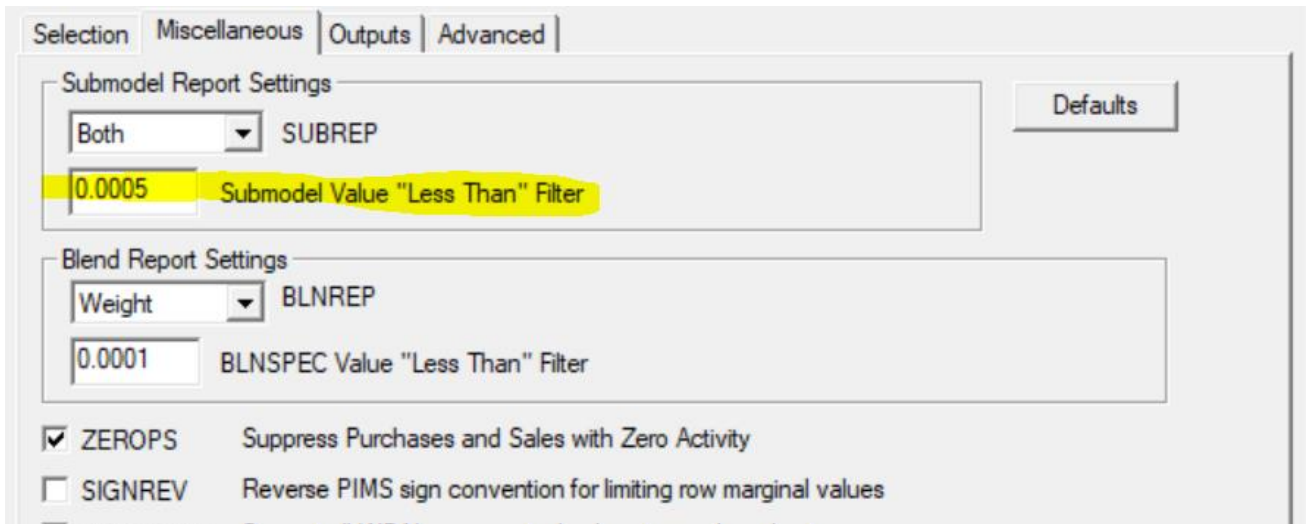 Selection Miscellaneous Outputs Advanced
Submodel Report Settings
Defaults
Both SUBREP
0.0005 Submodel Value "Less Than" Filter
Blend Report Settings
Weight BLNREP
0.0001 BLNSPEC Value "Less Than" Filter
ZEROPS Suppress Purchases and Sales with Zero Activity
SIGNREV Reverse PIMS sign convention for limiting row marginal values